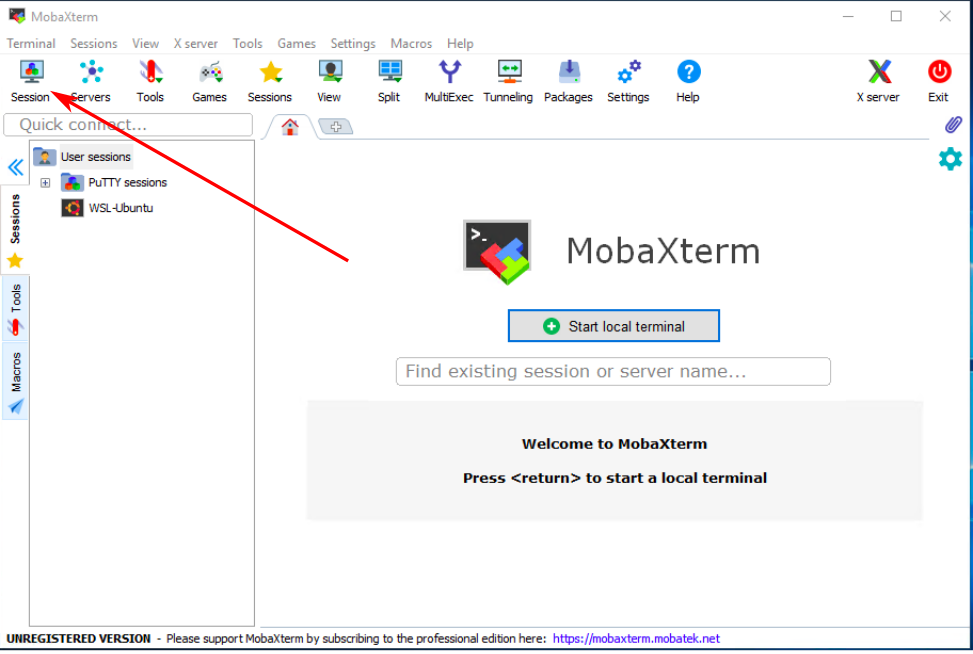 MobaXterm
Terminal Sessions View X server Tools Games Settings Macros Help
Session Servers Tools Games Sessions View Split MultiExec Tunneling Packages Settings Help X server Exit
Quick connect...
User sessions
PuTTY sessions
WSL-Ubuntu
Sessions
Tools
Macros
>_
MobaXterm
Start local terminal
Find existing session or server name...
Welcome to MobaXterm
Press <return> to start a local terminal
UNREGISTERED VERSION - Please support MobaXterm by subscribing to the professional edition here: https://mobaxterm.mobatek.net